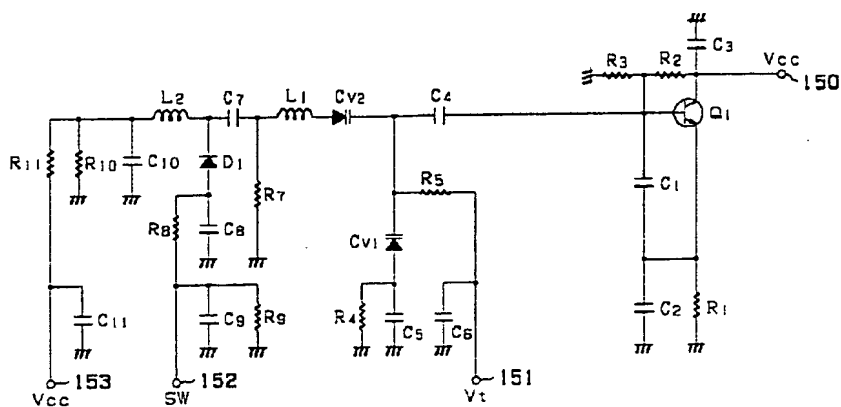 C3
R3
R2
Vcc
150
L2
C7
L1
Cv2
C4
Q1
R11
R10
C10
D1
R7
R5
C1
R8
C8
Cv1
C11
C9
R9
R4
C5
C6
C2
R1
153
Vcc
152
SW
151
Vt